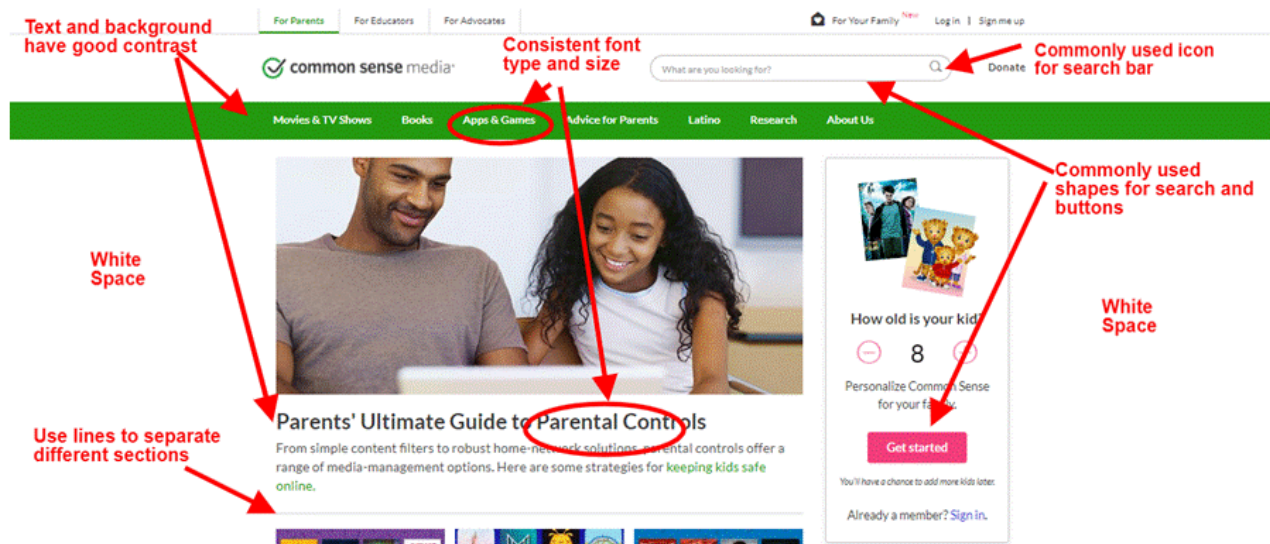 For Parents For Educators For Advocates For Your Family New Log in | Sign me up
Text and background
have good contrast
Consistent font
type and size
Commonly used icon
for search bar
common sense media
What are you looking for?
Donate
Movies & TV Shows Books Apps & Games Advice for Parents Latino Research About Us
Commonly used
shapes for search and
buttons
White
Space
How old is your kid?
8
Personalize Common Sense
for your family.
Get started
You'll have a chance to add more kids later.
Already a member? Sign in.
White
Space
Parents' Ultimate Guide to Parental Controls
From simple content filters to robust home-network solutions, parental controls offer a
range of media-management options. Here are some strategies for keeping kids safe
online.
Use lines to separate
different sections